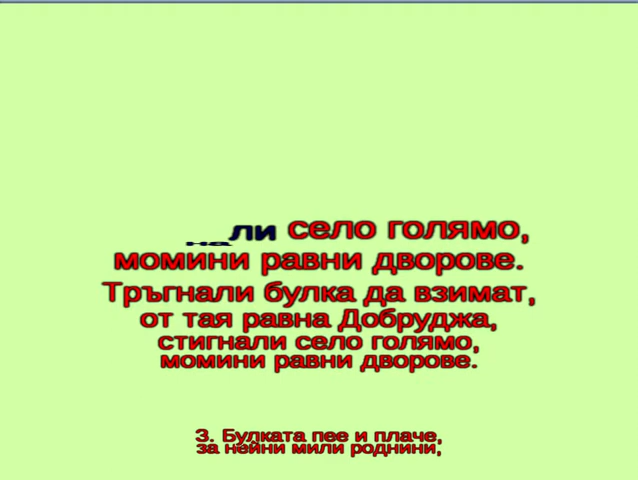 нали село голямо,
момини равни дворове.
Тръгнали булка да взимат,
от тая равна Добруджа,
стигнали село голямо,
момини равни дворове.
3. Булката пее и плаче,
за нейни мили роднини,